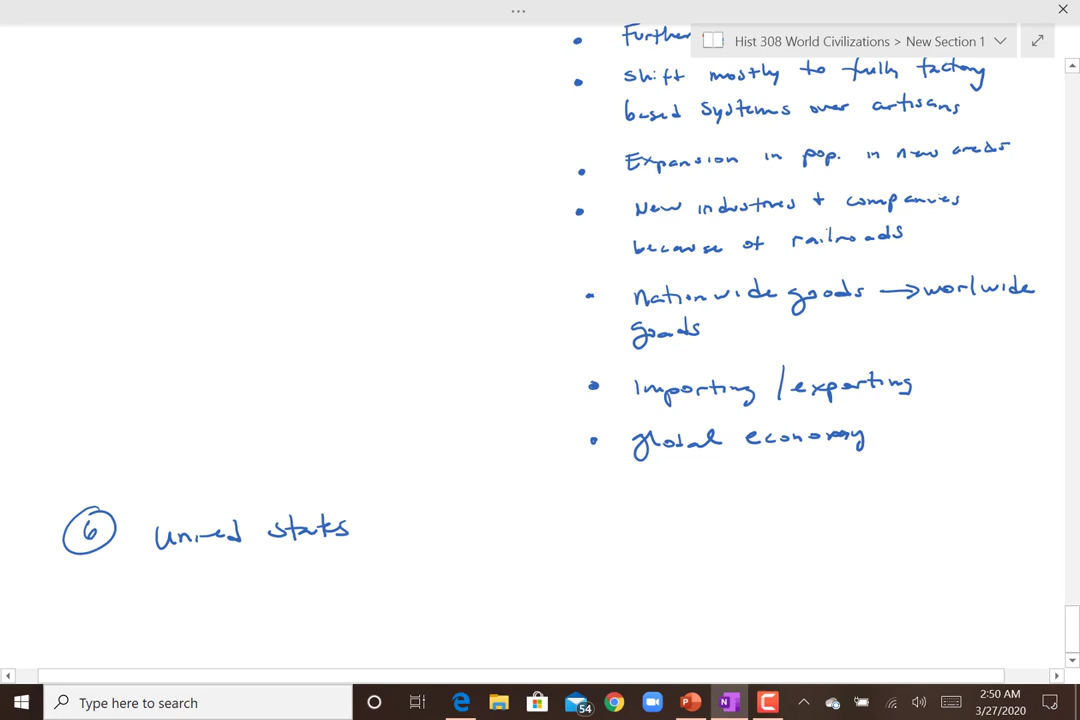 Further
Hist 308 World Civilizations > New Section 1
• Shift mostly to fully factory
based systems over artisans
• Expansion in pop. in new areas
• New industries + companies
because of railroads
• Nationwide goods → worlwide
goods
• Importing / exporting
• global economy
6 United states
Type here to search
54
2:50 AM
3/27/2020